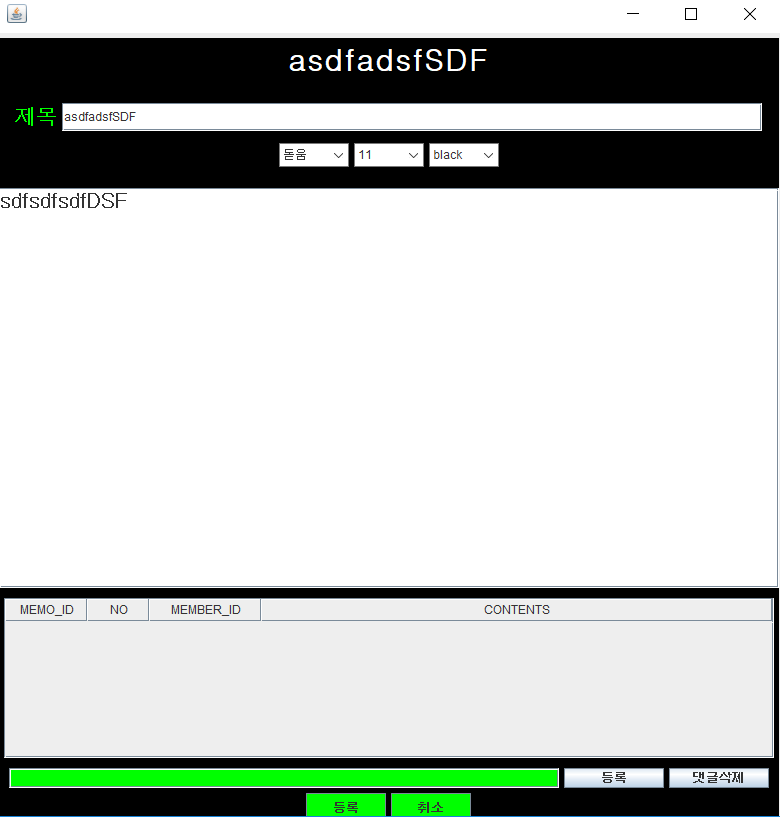 asdfadsfSDF
제목 asdfadsfSDF
돋움 11 black
sdfsdfsdfDSF
MEMO_ID NO MEMBER_ID CONTENTS
등록 댓글삭제
등록 취소